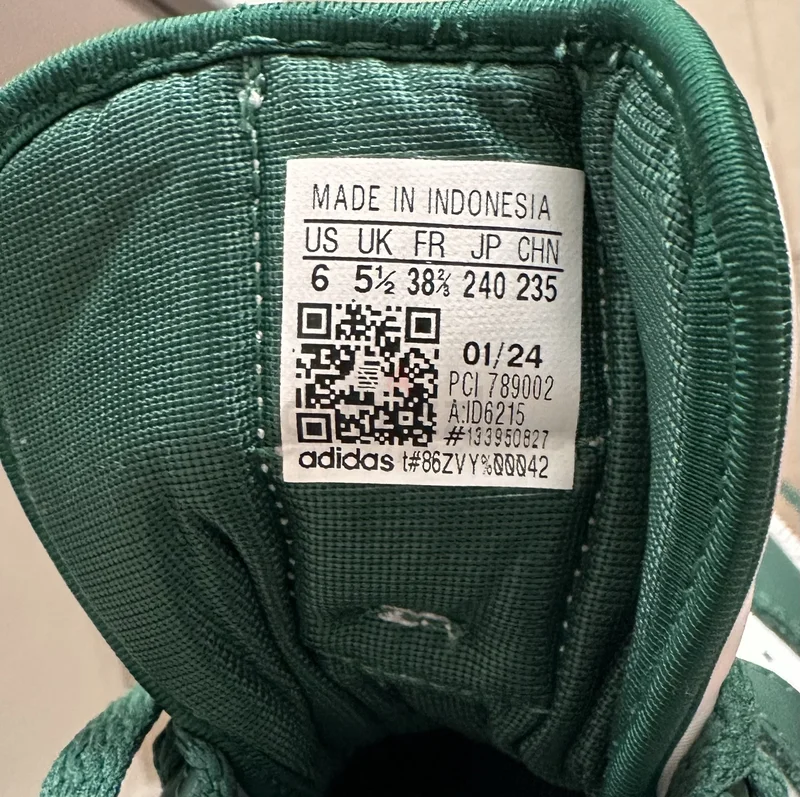 MADE IN INDONESIA
US UK FR JP CHN
6 5½ 38⅔ 240 235
01/24
PCI 789002
A:ID6215
#133950827
adidas t#86ZVY%00042